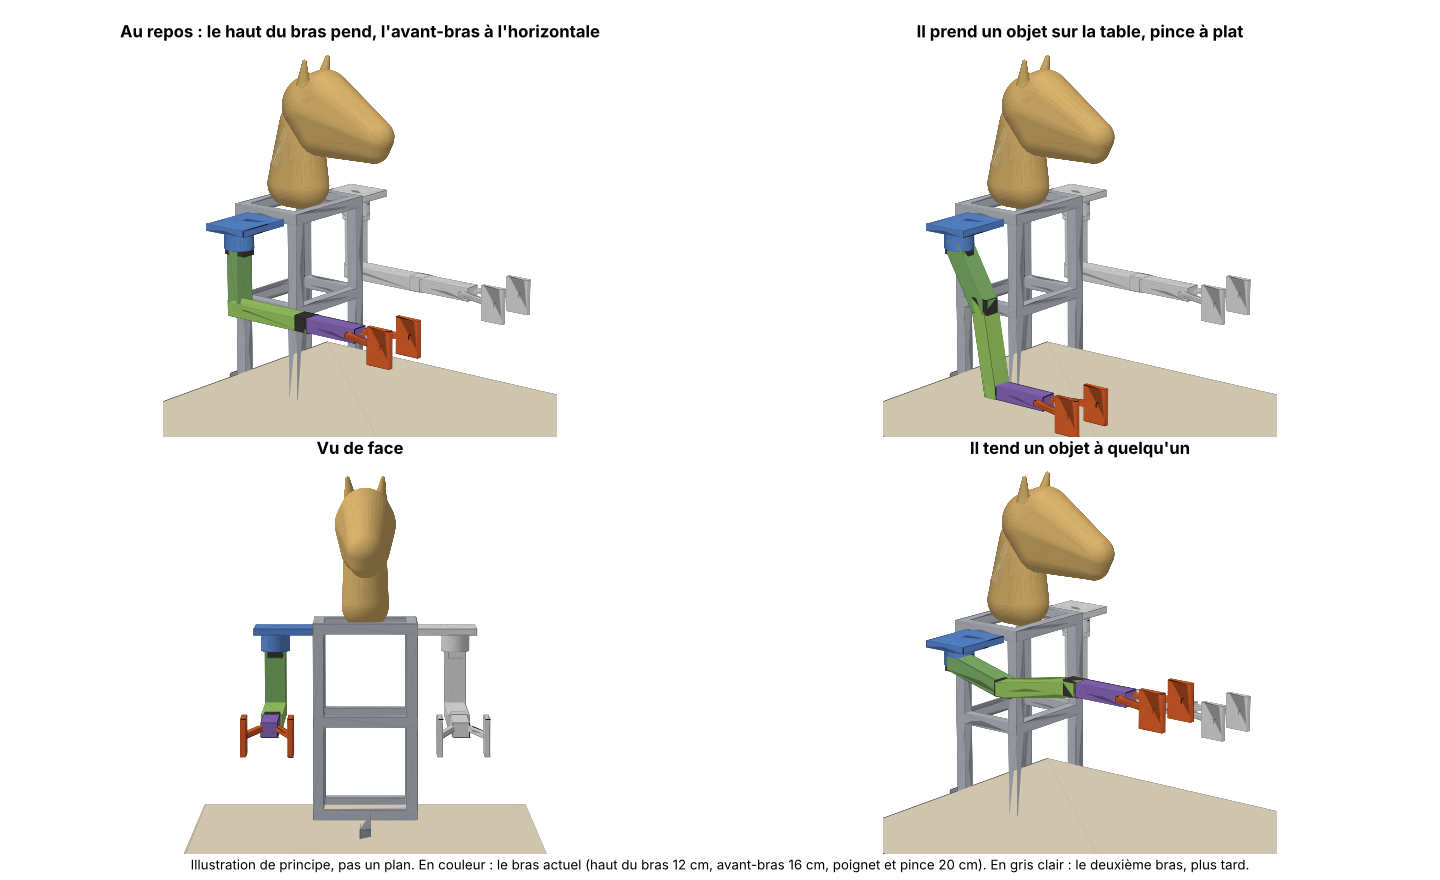 Au repos : le haut du bras pend, l'avant-bras à l'horizontale
Il prend un objet sur la table, pince à plat
Vu de face
Il tend un objet à quelqu'un
Illustration de principe, pas un plan. En couleur : le bras actuel (haut du bras 12 cm, avant-bras 16 cm, poignet et pince 20 cm). En gris clair : le deuxième bras, plus tard.